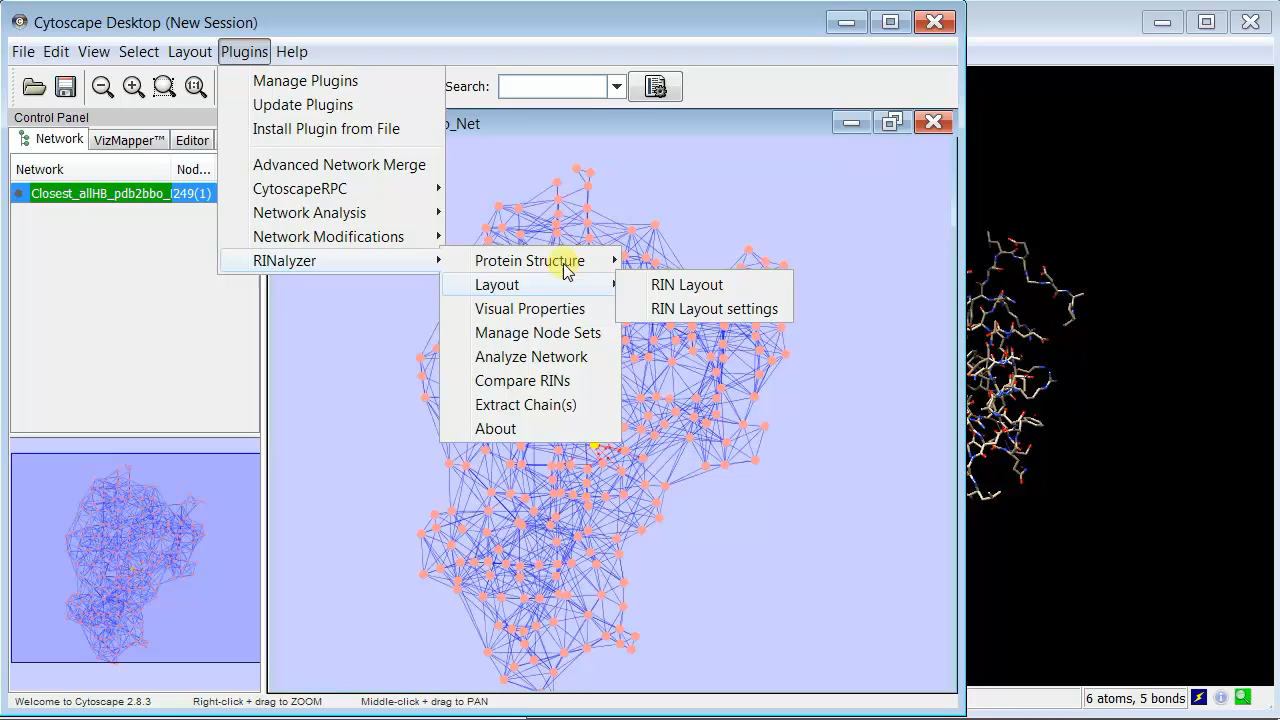 Cytoscape Desktop (New Session)
File Edit View Select Layout Plugins Help
Search:
Control Panel
Network VizMapper™ Editor
Network Nod...
Closest_allHB_pdb2bbo_ 249(1)
Manage Plugins
Update Plugins
Install Plugin from File
Advanced Network Merge
CytoscapeRPC
Network Analysis
Network Modifications
RINalyzer
o_Net
Protein Structure
Layout
Visual Properties
Manage Node Sets
Analyze Network
Compare RINs
Extract Chain(s)
About
RIN Layout
RIN Layout settings
Welcome to Cytoscape 2.8.3 Right-click + drag to ZOOM Middle-click + drag to PAN
6 atoms, 5 bonds